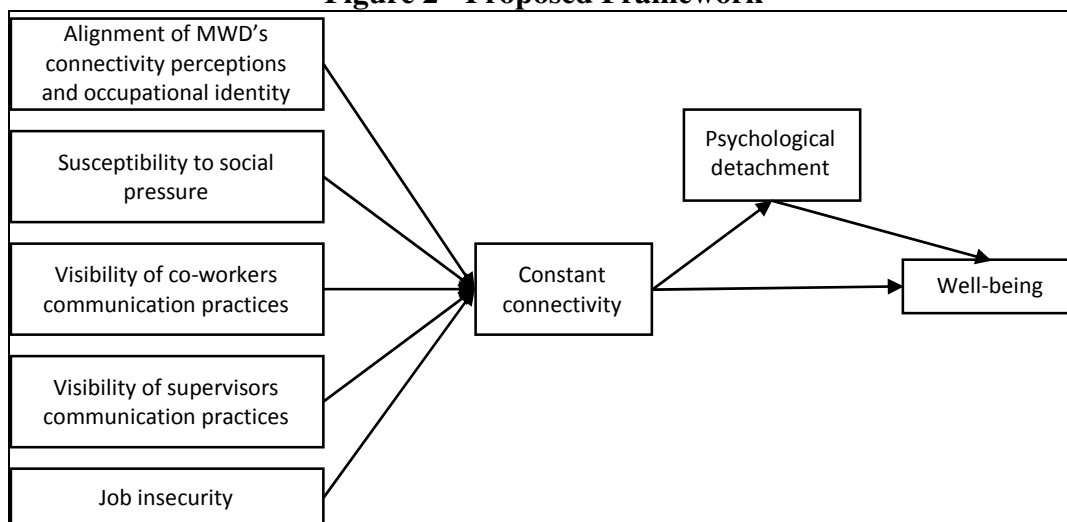 Figure 2 - Proposed Framework
Alignment of MWD's
connectivity perceptions
and occupational identity
Susceptibility to social
pressure
Visibility of co-workers
communication practices
Visibility of supervisors
communication practices
Job insecurity
Constant
connectivity
Psychological
detachment
Well-being